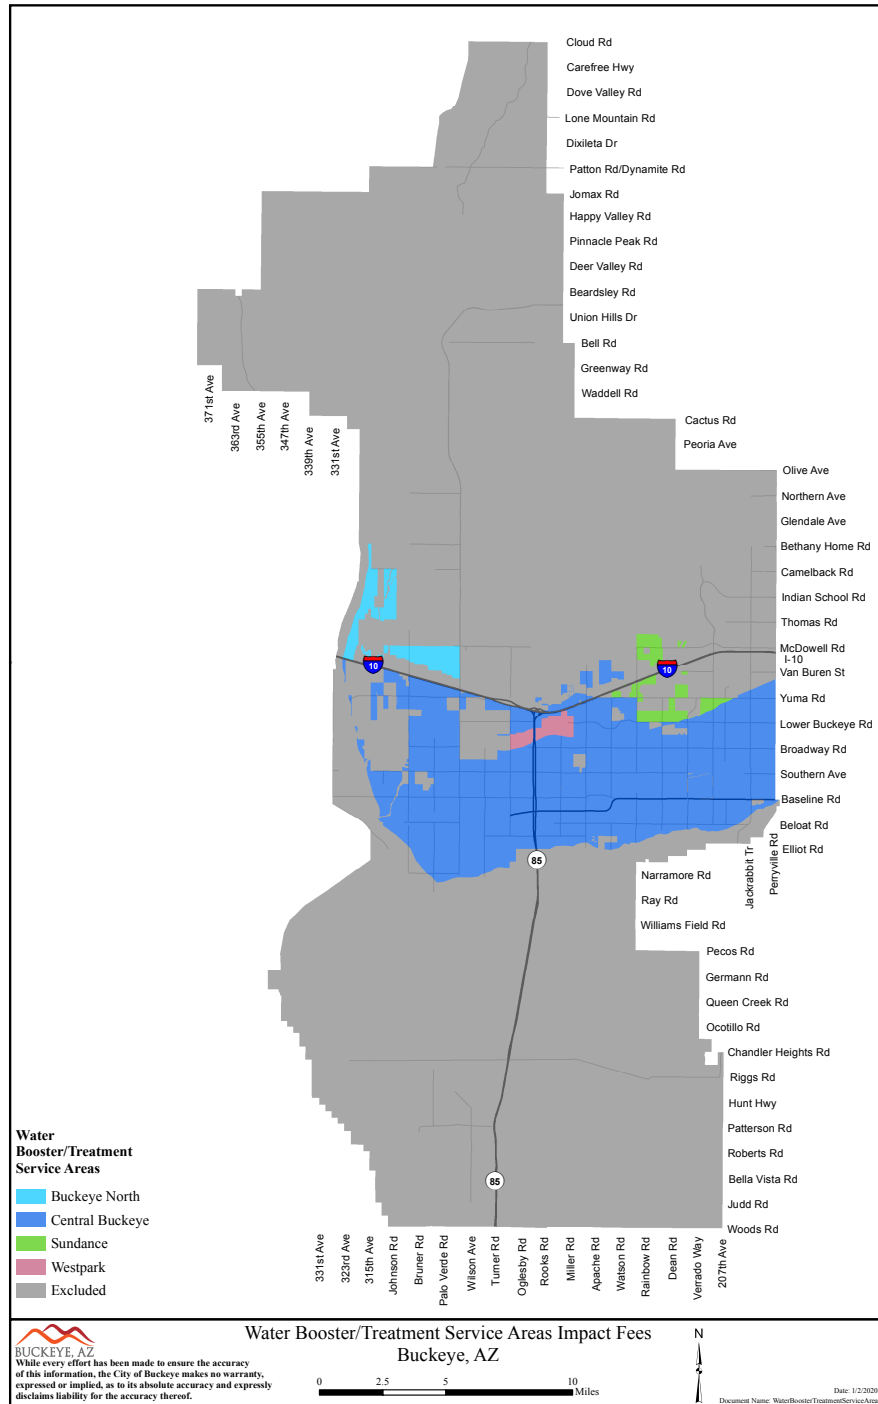 Cloud Rd
Carefree Hwy
Dove Valley Rd
Lone Mountain Rd
Dixileta Dr
Patton Rd/Dynamite Rd
Jomax Rd
Happy Valley Rd
Pinnacle Peak Rd
Deer Valley Rd
Beardsley Rd
Union Hills Dr
Bell Rd
Greenway Rd
Waddell Rd
371st Ave
363rd Ave
355th Ave
347th Ave
339th Ave
331st Ave
Cactus Rd
Peoria Ave
Olive Ave
Northern Ave
Glendale Ave
Bethany Home Rd
Camelback Rd
Indian School Rd
Thomas Rd
McDowell Rd
I-10
10
10
Van Buren St
Yuma Rd
Lower Buckeye Rd
Broadway Rd
Southern Ave
Baseline Rd
Beloat Rd
Elliot Rd
Jackrabbit Tr
Perryville Rd
85
Narramore Rd
Ray Rd
Williams Field Rd
Pecos Rd
Germann Rd
Queen Creek Rd
Ocotillo Rd
Chandler Heights Rd
Riggs Rd
Hunt Hwy
Patterson Rd
Roberts Rd
Bella Vista Rd
85
Judd Rd
Woods Rd
Water
Booster/Treatment
Service Areas
Buckeye North
Central Buckeye
Sundance
Westpark
Excluded
331st Ave
323rd Ave
315th Ave
Johnson Rd
Bruner Rd
Palo Verde Rd
Wilson Ave
Turner Rd
Oglesby Rd
Rooks Rd
Miller Rd
Apache Rd
Watson Rd
Rainbow Rd
Dean Rd
Verrado Way
207th Ave
BUCKEYE, AZ
While every effort has been made to ensure the accuracy
of this information, the City of Buckeye makes no warranty,
expressed or implied, as to its absolute accuracy and expressly
disclaims liability for the accuracy thereof.
Water Booster/Treatment Service Areas Impact Fees
Buckeye, AZ
0 2.5 5 10
Miles
N
Date: 1/2/2020
Document Name: WaterBoosterTreatmentServiceArea